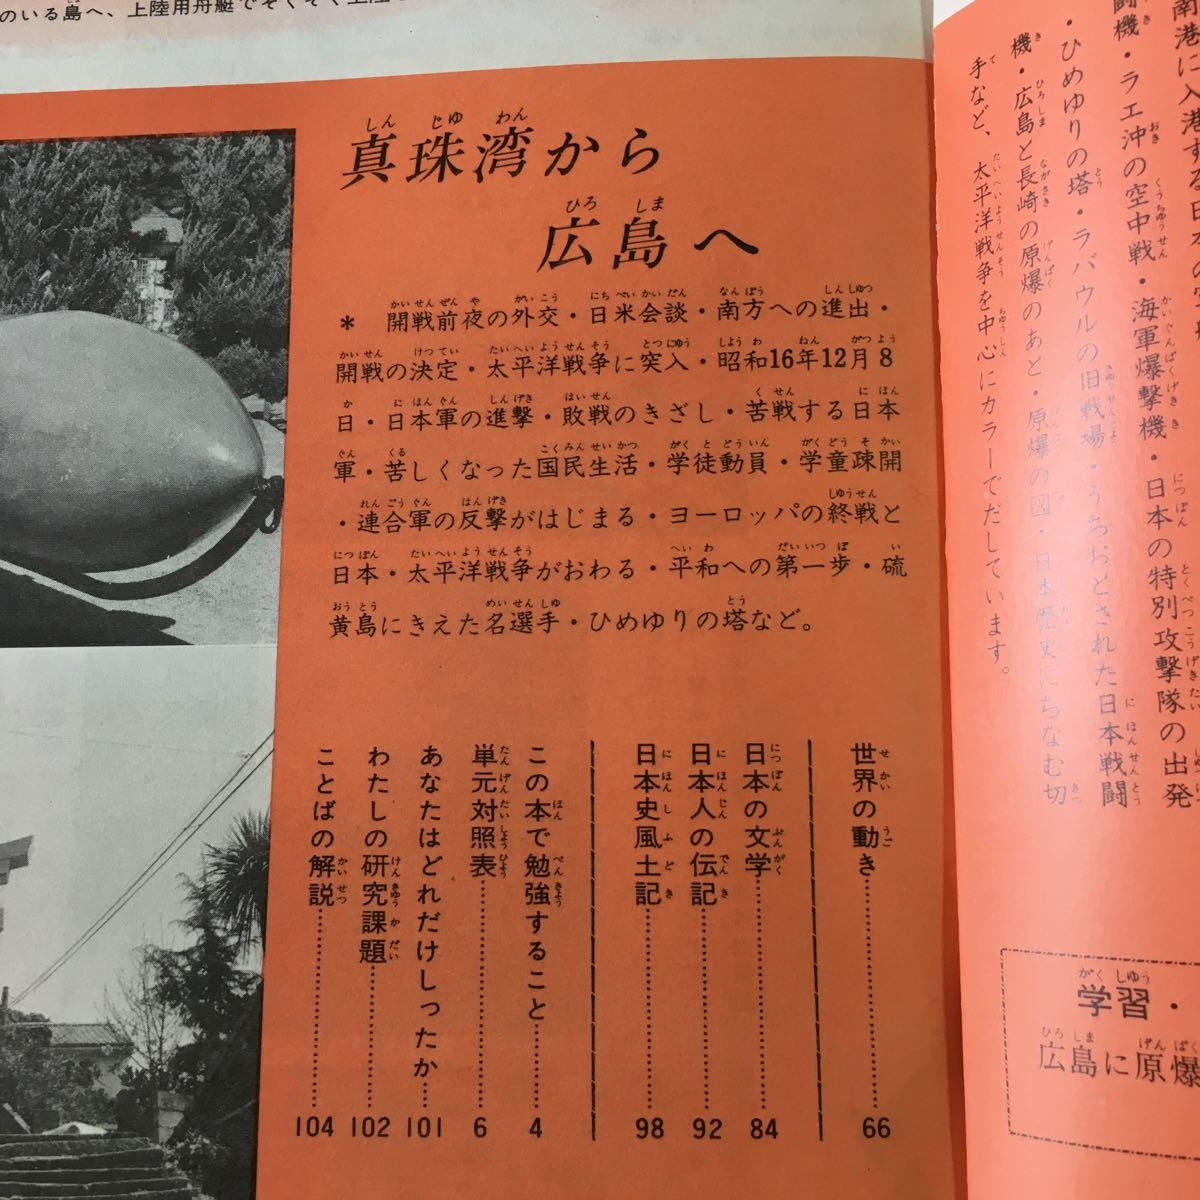 のいる島へ、上陸用舟艇でぞくぞく上陸
真珠湾から
広島へ
* 開戦前夜の外交・日米会談・南方への進出・
開戦の決定・太平洋戦争に突入・昭和16年12月8
日・日本軍の進撃・敗戦のきざし・苦戦する日本
軍・苦しくなった国民生活・学徒動員・学童疎開
・連合軍の反撃がはじまる・ヨーロッパの終戦と
日本・太平洋戦争がおわる・平和への第一歩・硫
黄島にきえた名選手・ひめゆりの塔など。
世界の動き……66
日本の文学……84
日本人の伝記……92
日本史風土記……98
この本で勉強すること……4
単元対照表……6
あなたはどれだけしったか……101
わたしの研究課題……102
ことばの解説……104
南港に入港する日本の
闘機・ラエ沖の空中戦・海軍爆撃機・日本の特別攻撃隊の出発
・ひめゆりの塔・ラバウルの旧戦場・うちおとされた日本戦闘
機・広島と長崎の原爆のあと・原爆の図・日本歴史にちなむ切
手など、太平洋戦争を中心にカラーでだしています。
学習・
広島に原爆